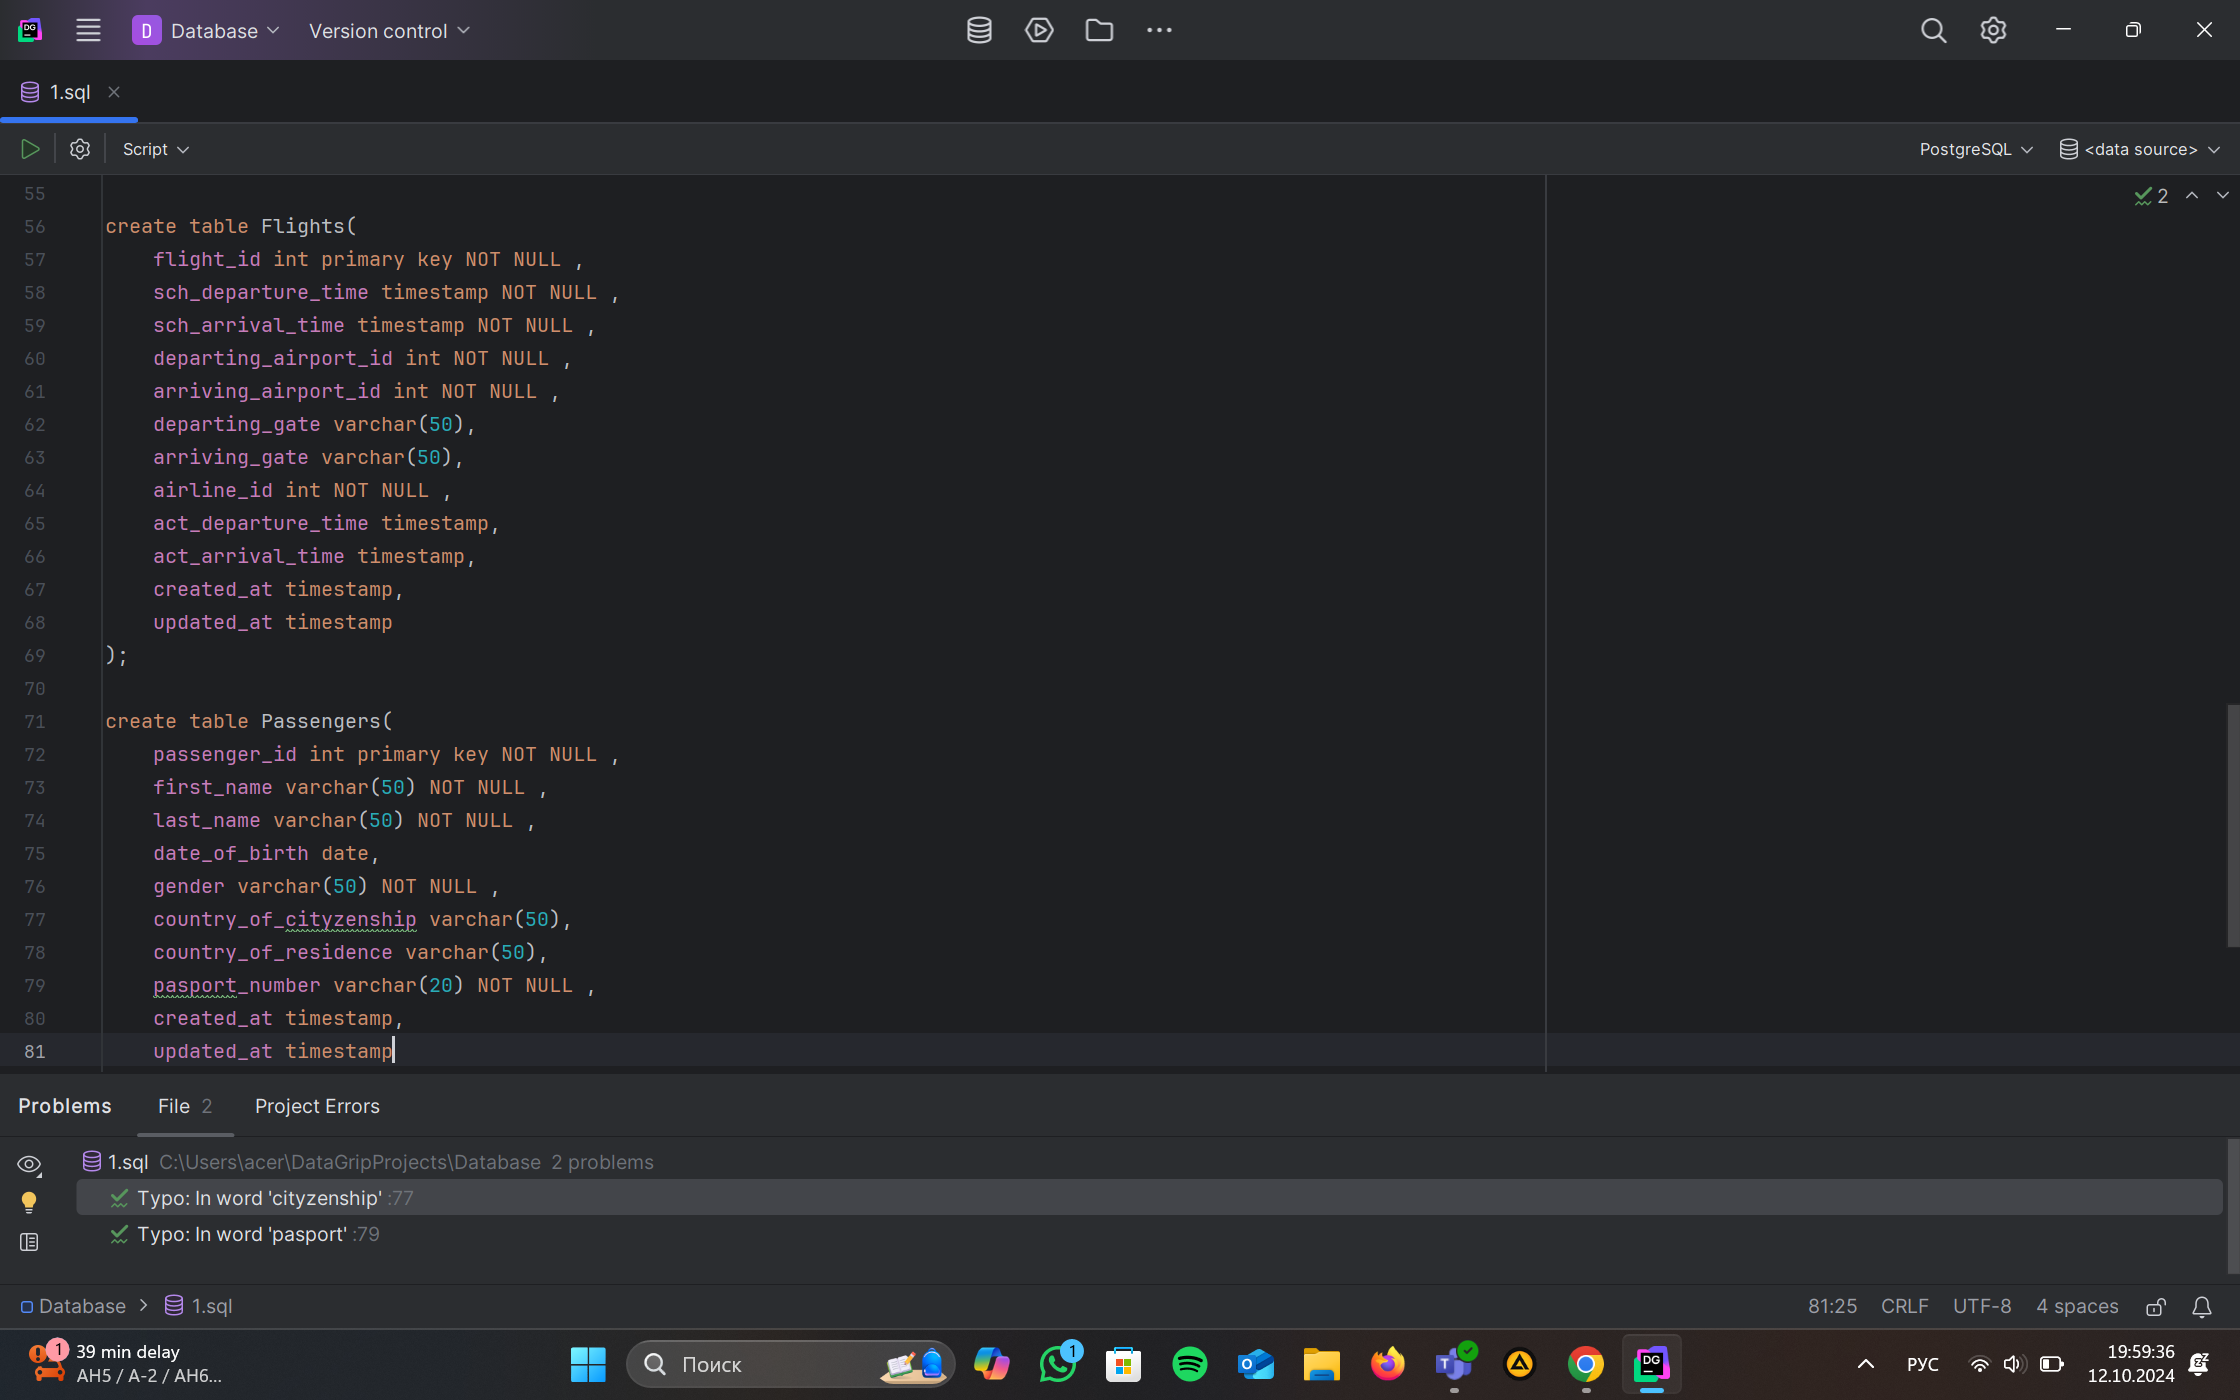 DG
D Database Version control
1.sql
Script PostgreSQL <data source>
55 2
56 create table Flights(
57 flight_id int primary key NOT NULL ,
58 sch_departure_time timestamp NOT NULL ,
59 sch_arrival_time timestamp NOT NULL ,
60 departing_airport_id int NOT NULL ,
61 arriving_airport_id int NOT NULL ,
62 departing_gate varchar(50),
63 arriving_gate varchar(50),
64 airline_id int NOT NULL ,
65 act_departure_time timestamp,
66 act_arrival_time timestamp,
67 created_at timestamp,
68 updated_at timestamp
69 );
70
71 create table Passengers(
72 passenger_id int primary key NOT NULL ,
73 first_name varchar(50) NOT NULL ,
74 last_name varchar(50) NOT NULL ,
75 date_of_birth date,
76 gender varchar(50) NOT NULL ,
77 country_of_cityzenship varchar(50),
78 country_of_residence varchar(50),
79 pasport_number varchar(20) NOT NULL ,
80 created_at timestamp,
81 updated_at timestamp
Problems File 2 Project Errors
1.sql C:\Users\acer\DataGripProjects\Database 2 problems
Typo: In word 'cityzenship' :77
Typo: In word 'pasport' :79
Database > 1.sql 81:25 CRLF UTF-8 4 spaces
1 39 min delay
AH5 / A-2 / AH6...
Поиск
1
DG
РУС
19:59:36
12.10.2024